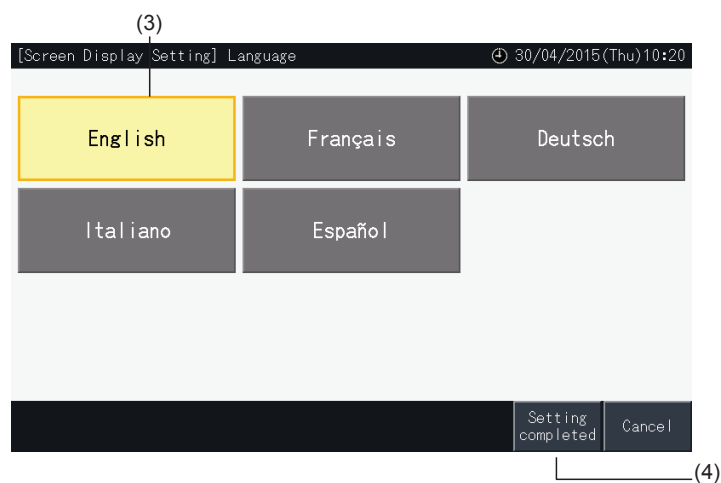 (3)
[Screen Display Setting] Language 30/04/2015(Thu)10:20
English Français Deutsch
Italiano Español
Setting
completed
Cancel
(4)